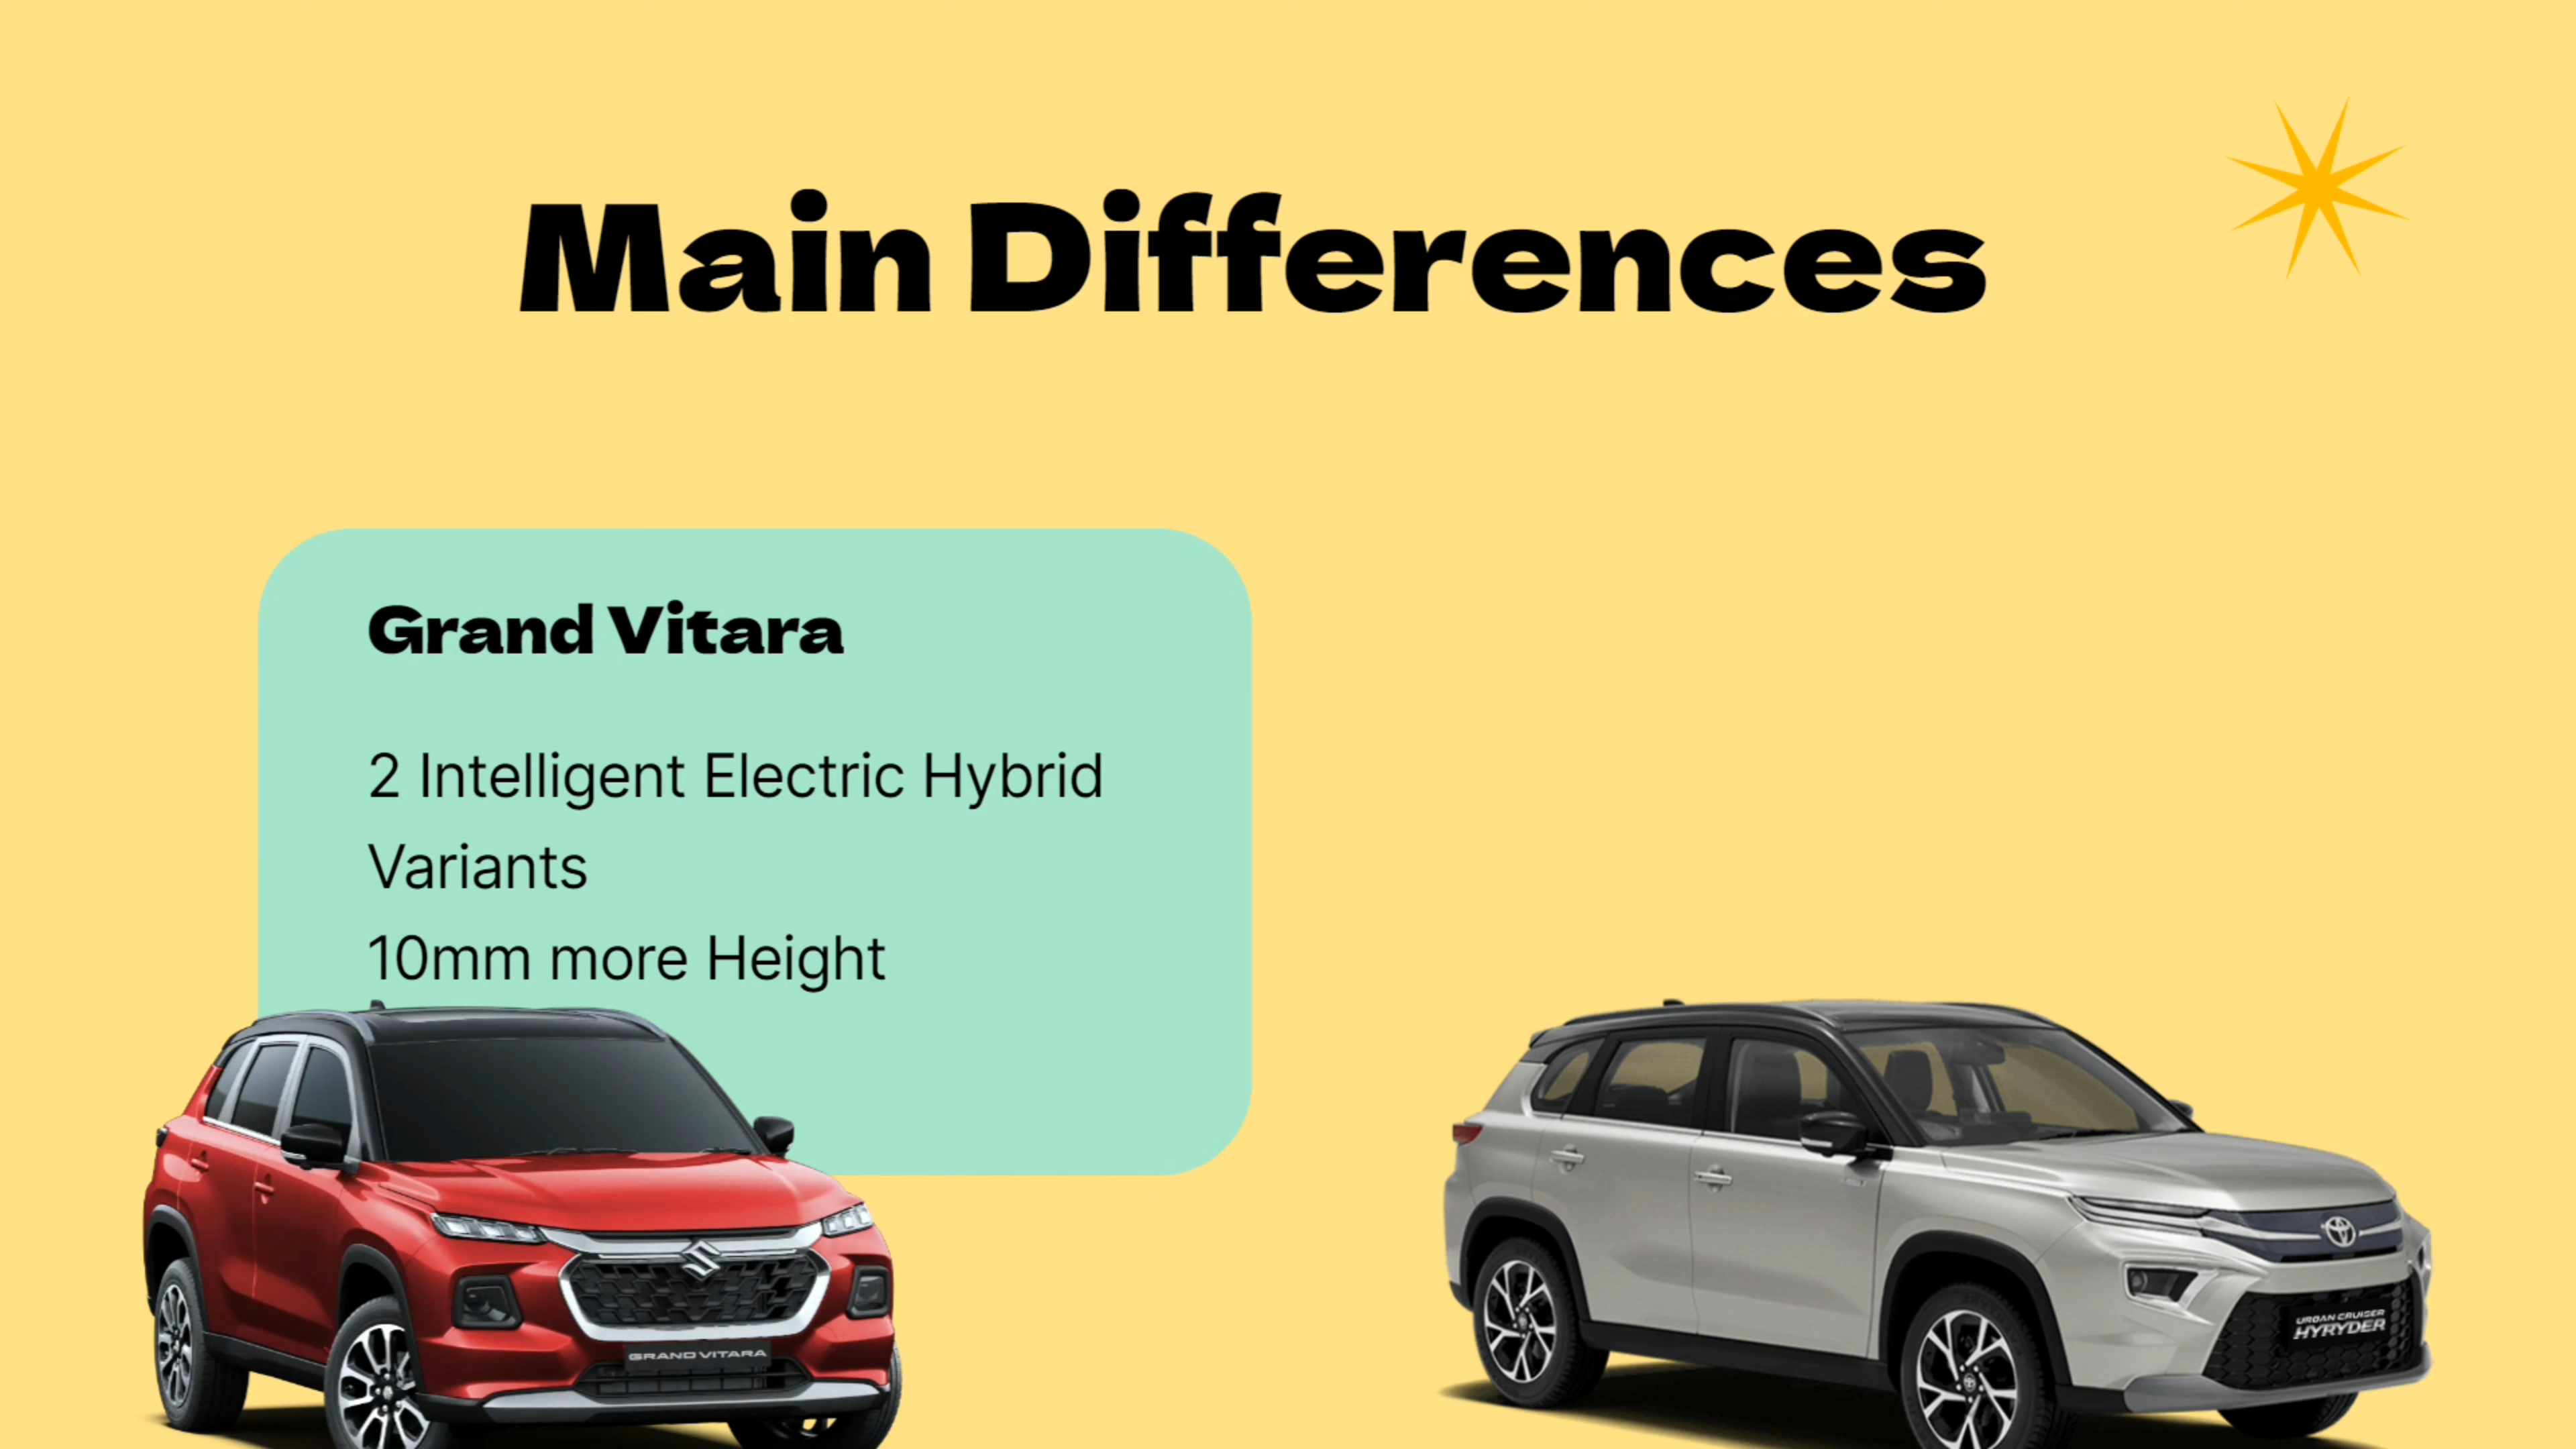 Main Differences
Grand Vitara
2 Intelligent Electric Hybrid
Variants
10mm more Height
GRAND VITARA
URBAN CRUISER
HYRYDER